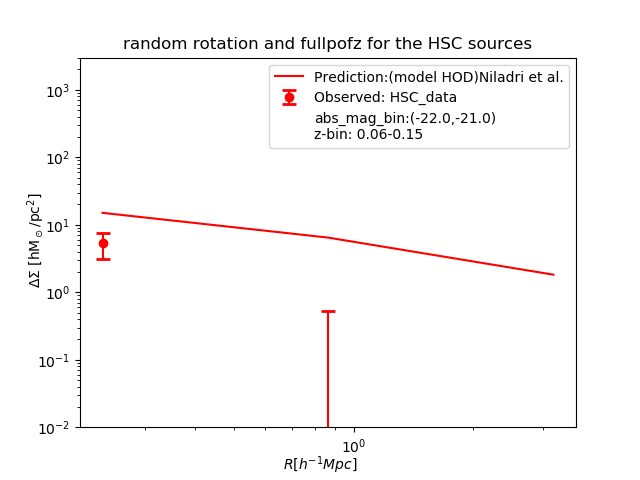 random rotation and fullpofz for the HSC sources
Prediction:(model HOD)Niladri et al.
Observed: HSC_data
abs_mag_bin:(-22.0,-21.0)
z-bin: 0.06-0.15
ΔΣ [hM⊙/pc²]
10³
10²
10¹
10⁰
10⁻¹
10⁻²
10⁰
R[h⁻¹Mpc]